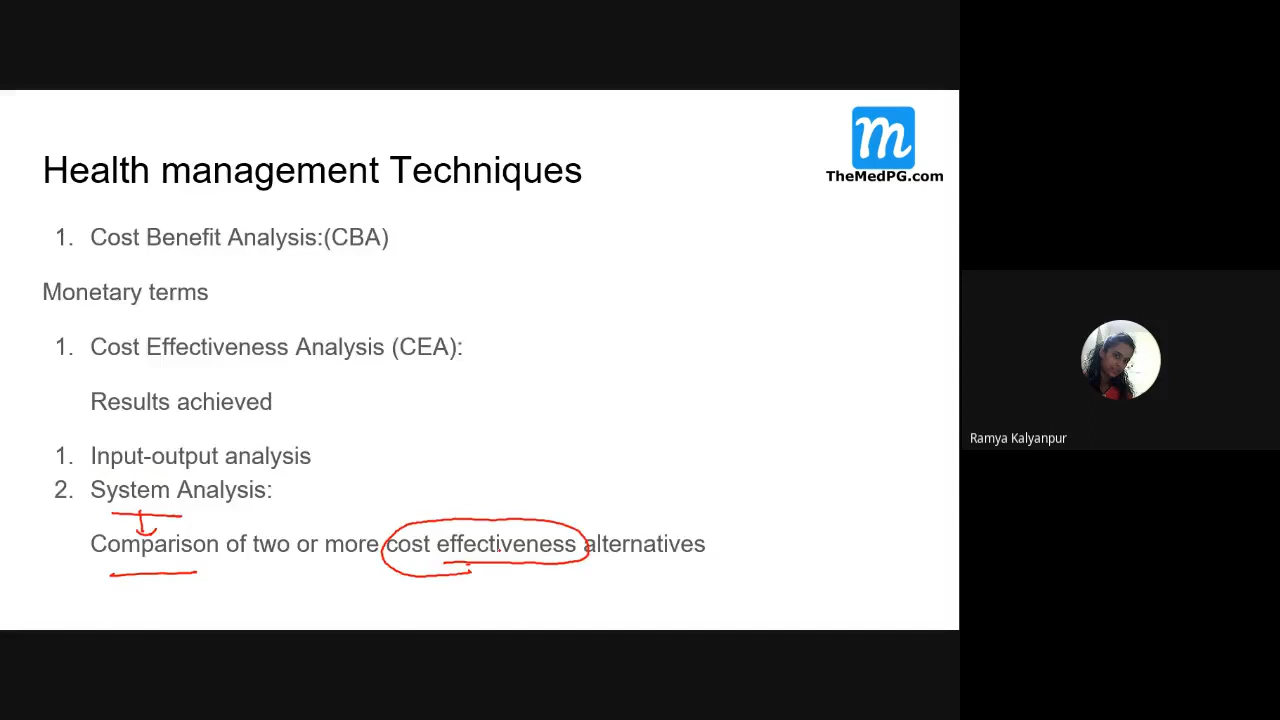 Health management Techniques
m
TheMedPG.com
1. Cost Benefit Analysis:(CBA)
Monetary terms
1. Cost Effectiveness Analysis (CEA):
Results achieved
1. Input-output analysis
2. System Analysis:
Comparison of two or more cost effectiveness alternatives
Ramya Kalyanpur